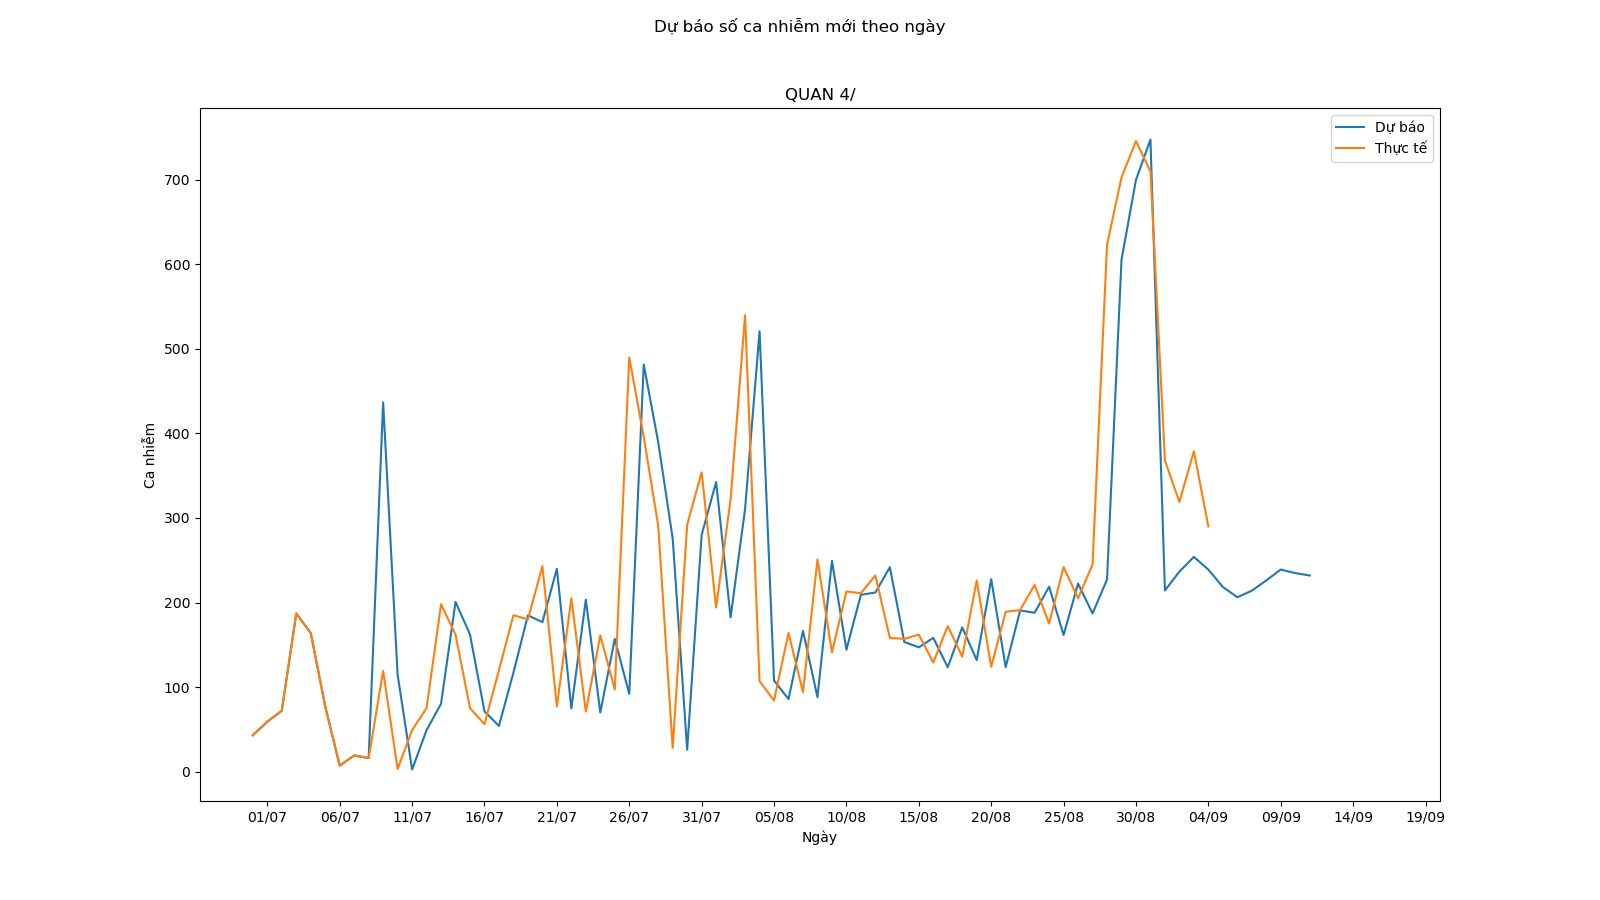 Dự báo số ca nhiễm mới theo ngày
QUAN 4/
Dự báo
Thực tế
700
600
500
400
300
200
100
0
Ca nhiễm
01/07 06/07 11/07 16/07 21/07 26/07 31/07 05/08 10/08 15/08 20/08 25/08 30/08 04/09 09/09 14/09 19/09
Ngày